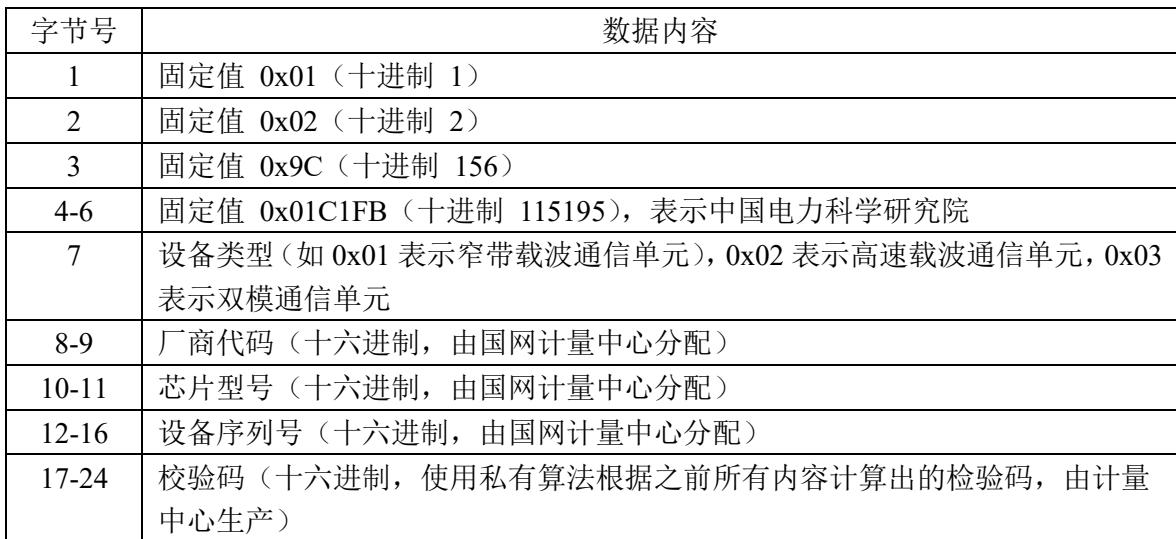 字节号 数据内容
1 固定值 0x01（十进制 1）
2 固定值 0x02（十进制 2）
3 固定值 0x9C（十进制 156）
4-6 固定值 0x01C1FB（十进制 115195），表示中国电力科学研究院
7 设备类型（如 0x01 表示窄带载波通信单元），0x02 表示高速载波通信单元，0x03
表示双模通信单元
8-9 厂商代码（十六进制，由国网计量中心分配）
10-11 芯片型号（十六进制，由国网计量中心分配）
12-16 设备序列号（十六进制，由国网计量中心分配）
17-24 校验码（十六进制，使用私有算法根据之前所有内容计算出的检验码，由计量
中心生产）